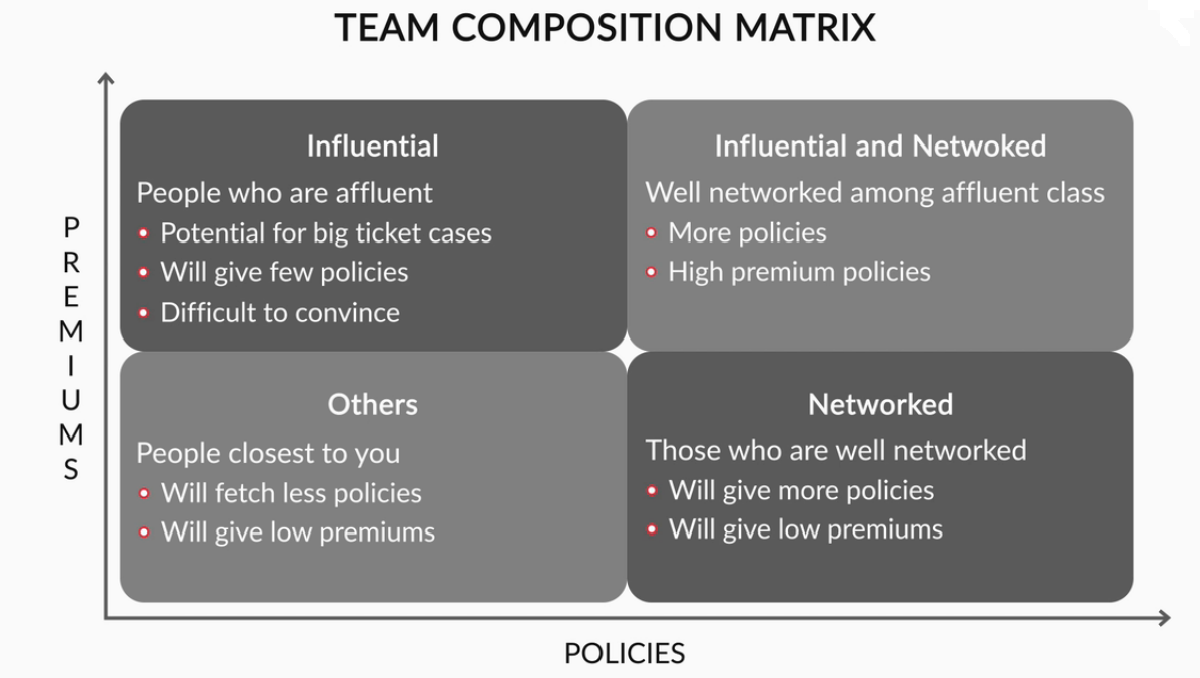 TEAM COMPOSITION MATRIX
PREMIUMS
Influential
People who are affluent
Potential for big ticket cases
Will give few policies
Difficult to convince
Influential and Netwoked
Well networked among affluent class
More policies
High premium policies
Others
People closest to you
Will fetch less policies
Will give low premiums
Networked
Those who are well networked
Will give more policies
Will give low premiums
POLICIES